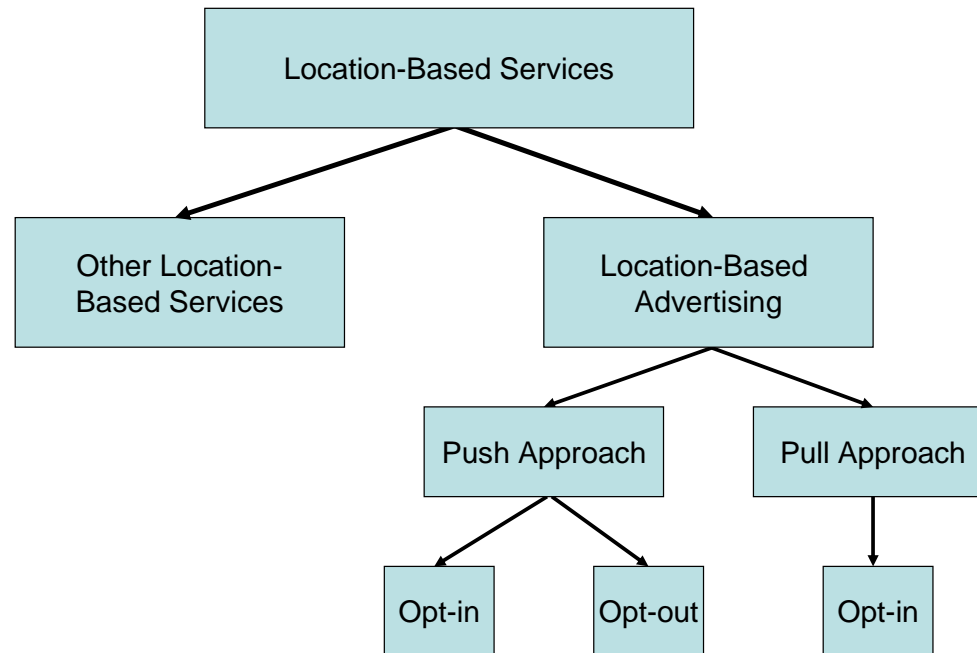 Location-Based Services
Other Location-
Based Services
Location-Based
Advertising
Push Approach
Pull Approach
Opt-in
Opt-out
Opt-in